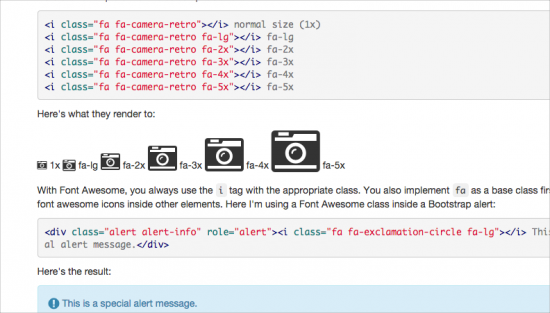 <i class="fa fa-camera-retro"></i> normal size (1x)
<i class="fa fa-camera-retro fa-lg"></i> fa-lg
<i class="fa fa-camera-retro fa-2x"></i> fa-2x
<i class="fa fa-camera-retro fa-3x"></i> fa-3x
<i class="fa fa-camera-retro fa-4x"></i> fa-4x
<i class="fa fa-camera-retro fa-5x"></i> fa-5x
Here's what they render to:
1x fa-lg fa-2x fa-3x fa-4x fa-5x
With Font Awesome, you always use the i tag with the appropriate class. You also implement fa as a base class firs
font awesome icons inside other elements. Here I'm using a Font Awesome class inside a Bootstrap alert:
<div class="alert alert-info" role="alert"><i class="fa fa-exclamation-circle fa-lg"></i> This
al alert message.</div>
Here's the result:
This is a special alert message.